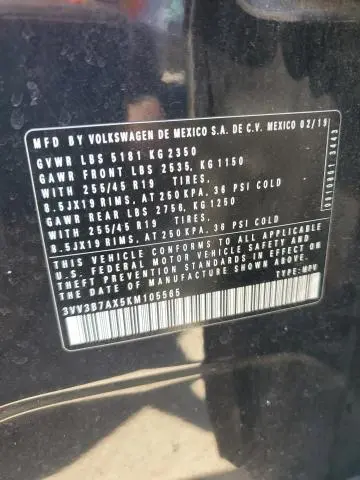 MFD BY VOLKSWAGEN DE MEXICO S.A. DE C.V. MEXICO 02/19
GVWR LBS 5181 KG 2350
GAWR FRONT LBS 2535, KG 1150
WITH 255/45 R19 TIRES.
8.5JX19 RIMS, AT 250 KPA. 36 PSI COLD
GAWR REAR LBS 2756, KG 1250
WITH 255/45 R19 TIRES.
8.5JX19 RIMS, AT 250 KPA. 36 PSI COLD
THIS VEHICLE CONFORMS TO ALL APPLICABLE
U.S. FEDERAL MOTOR VEHICLE SAFETY AND
THEFT PREVENTION STANDARDS IN EFFECT ON THE
DATE OF MANUFACTURE SHOWN ABOVE.
3VV3B7AX5KM105565 TYPE: MPV